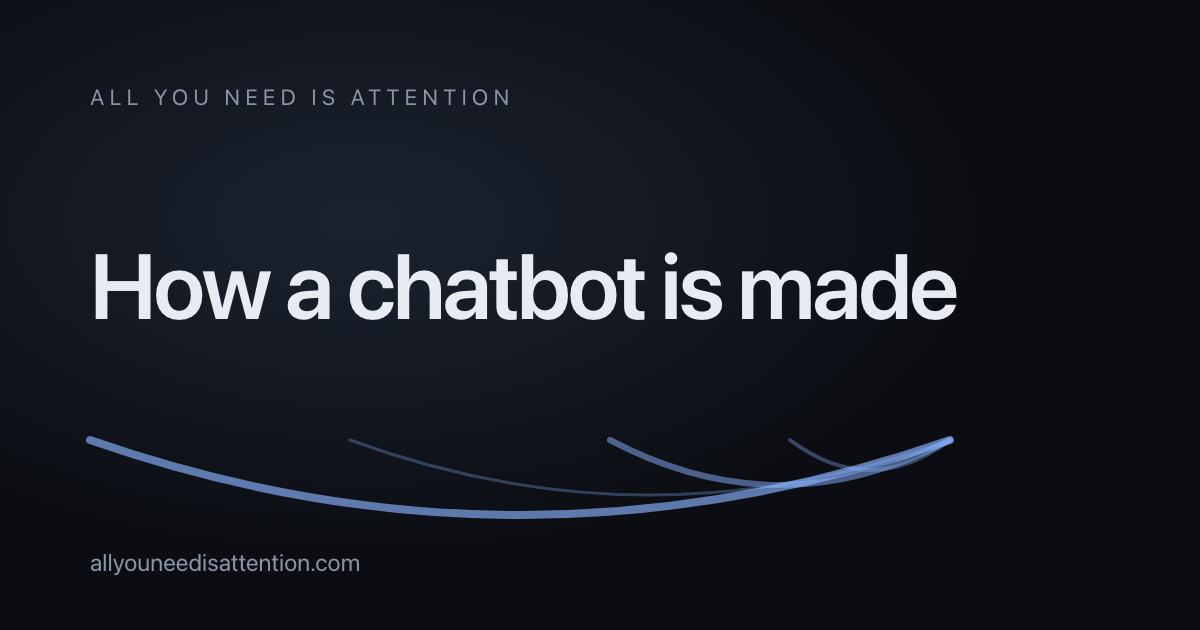 ALL YOU NEED IS ATTENTION
How a chatbot is made
allyouneedisattention.com